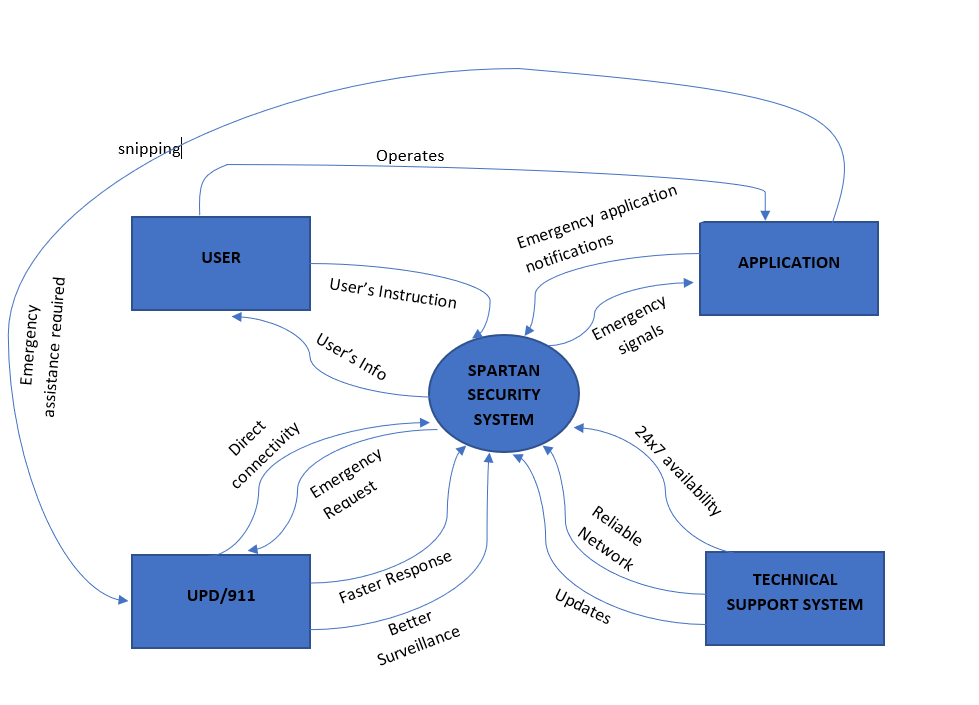 snipping
Operates
Emergency application
notifications
USER
APPLICATION
User's Instruction
Emergency
assistance required
Emergency
signals
User's Info
SPARTAN
SECURITY
SYSTEM
Direct
connectivity
24x7 availability
Emergency
Request
Reliable
Network
Faster Response
UPD/911
TECHNICAL
SUPPORT SYSTEM
Updates
Better
Surveillance